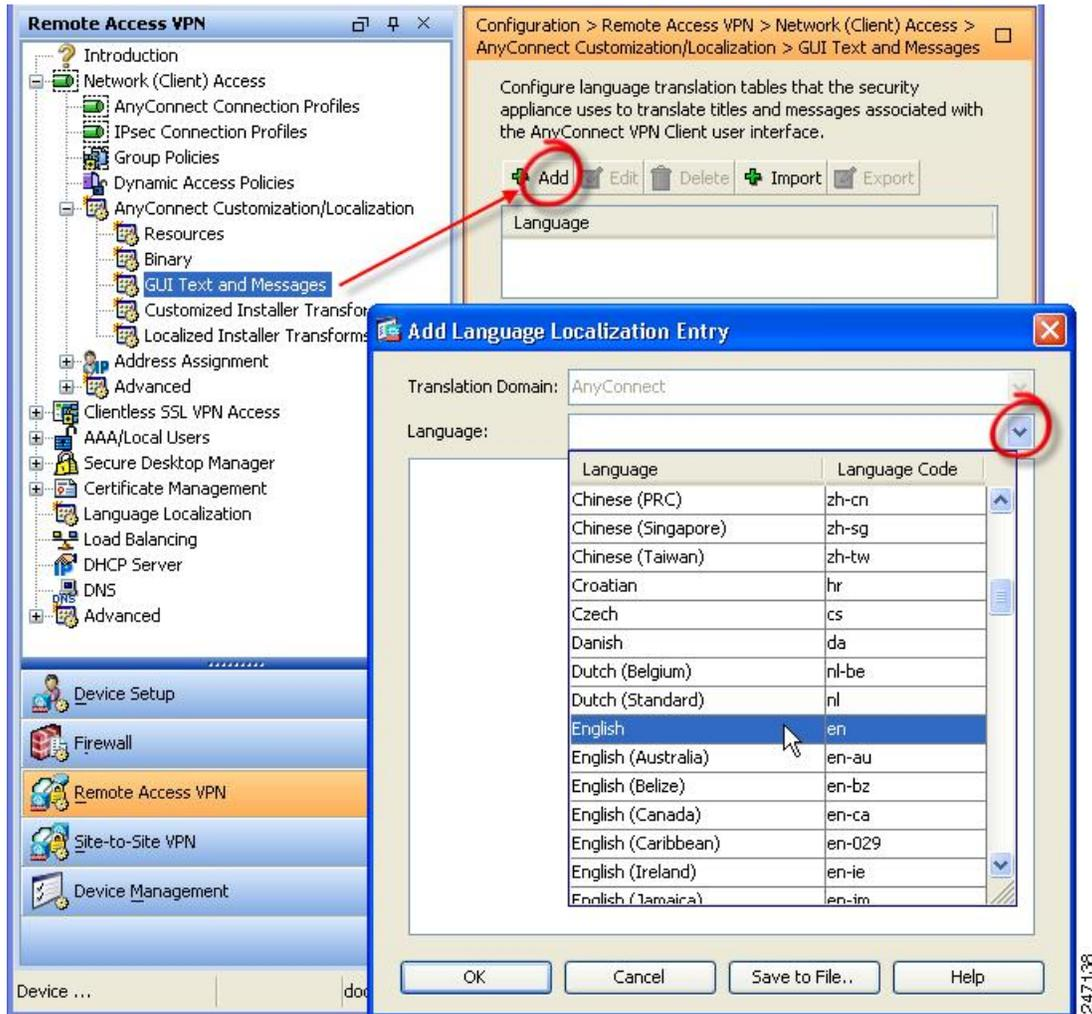 Remote Access VPN
Introduction
Network (Client) Access
AnyConnect Connection Profiles
IPsec Connection Profiles
Group Policies
Dynamic Access Policies
AnyConnect Customization/Localization
Resources
Binary
GUI Text and Messages
Customized Installer Transfor
Localized Installer Transforms
Address Assignment
Advanced
Clientless SSL VPN Access
AAA/Local Users
Secure Desktop Manager
Certificate Management
Language Localization
Load Balancing
DHCP Server
DNS
Advanced
Device Setup
Firewall
Remote Access VPN
Site-to-Site VPN
Device Management
Device ...
doc
Configuration > Remote Access VPN > Network (Client) Access >
AnyConnect Customization/Localization > GUI Text and Messages
Configure language translation tables that the security
appliance uses to translate titles and messages associated with
the AnyConnect VPN Client user interface.
Add Edit Delete Import Export
Language
Add Language Localization Entry
Translation Domain: AnyConnect
Language:
Language Language Code
Chinese (PRC) zh-cn
Chinese (Singapore) zh-sg
Chinese (Taiwan) zh-tw
Croatian hr
Czech cs
Danish da
Dutch (Belgium) nl-be
Dutch (Standard) nl
English en
English (Australia) en-au
English (Belize) en-bz
English (Canada) en-ca
English (Caribbean) en-029
English (Ireland) en-ie
English (Jamaica) en-jm
OK Cancel Save to File.. Help
247138